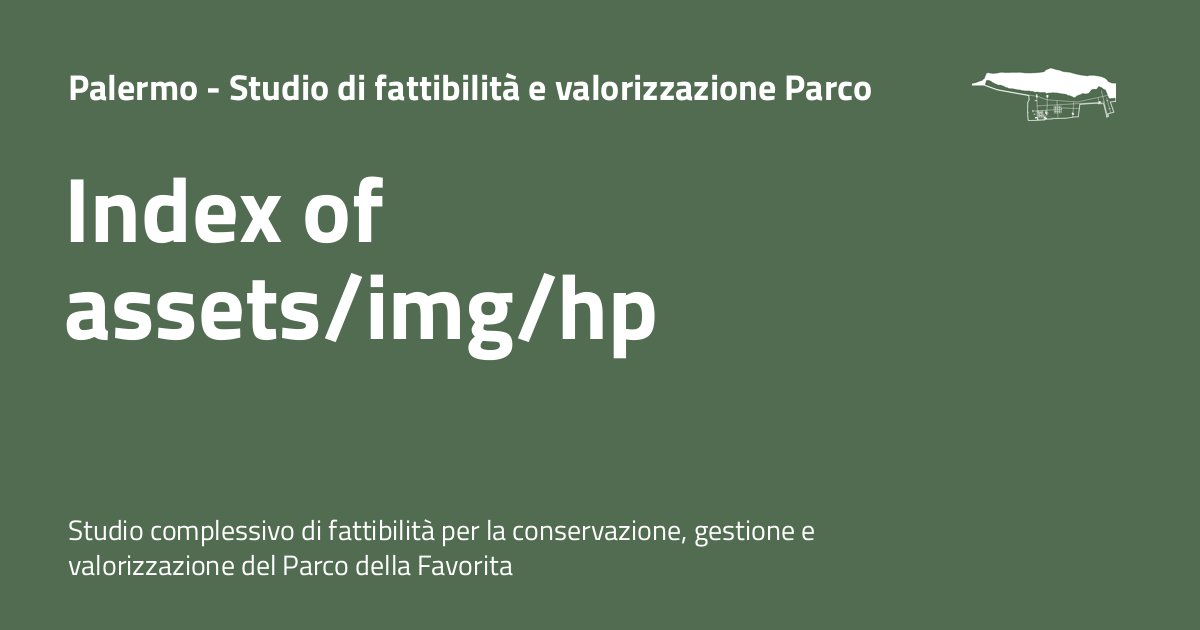 Palermo - Studio di fattibilità e valorizzazione Parco
Index of
assets/img/hp
Studio complessivo di fattibilità per la conservazione, gestione e
valorizzazione del Parco della Favorita